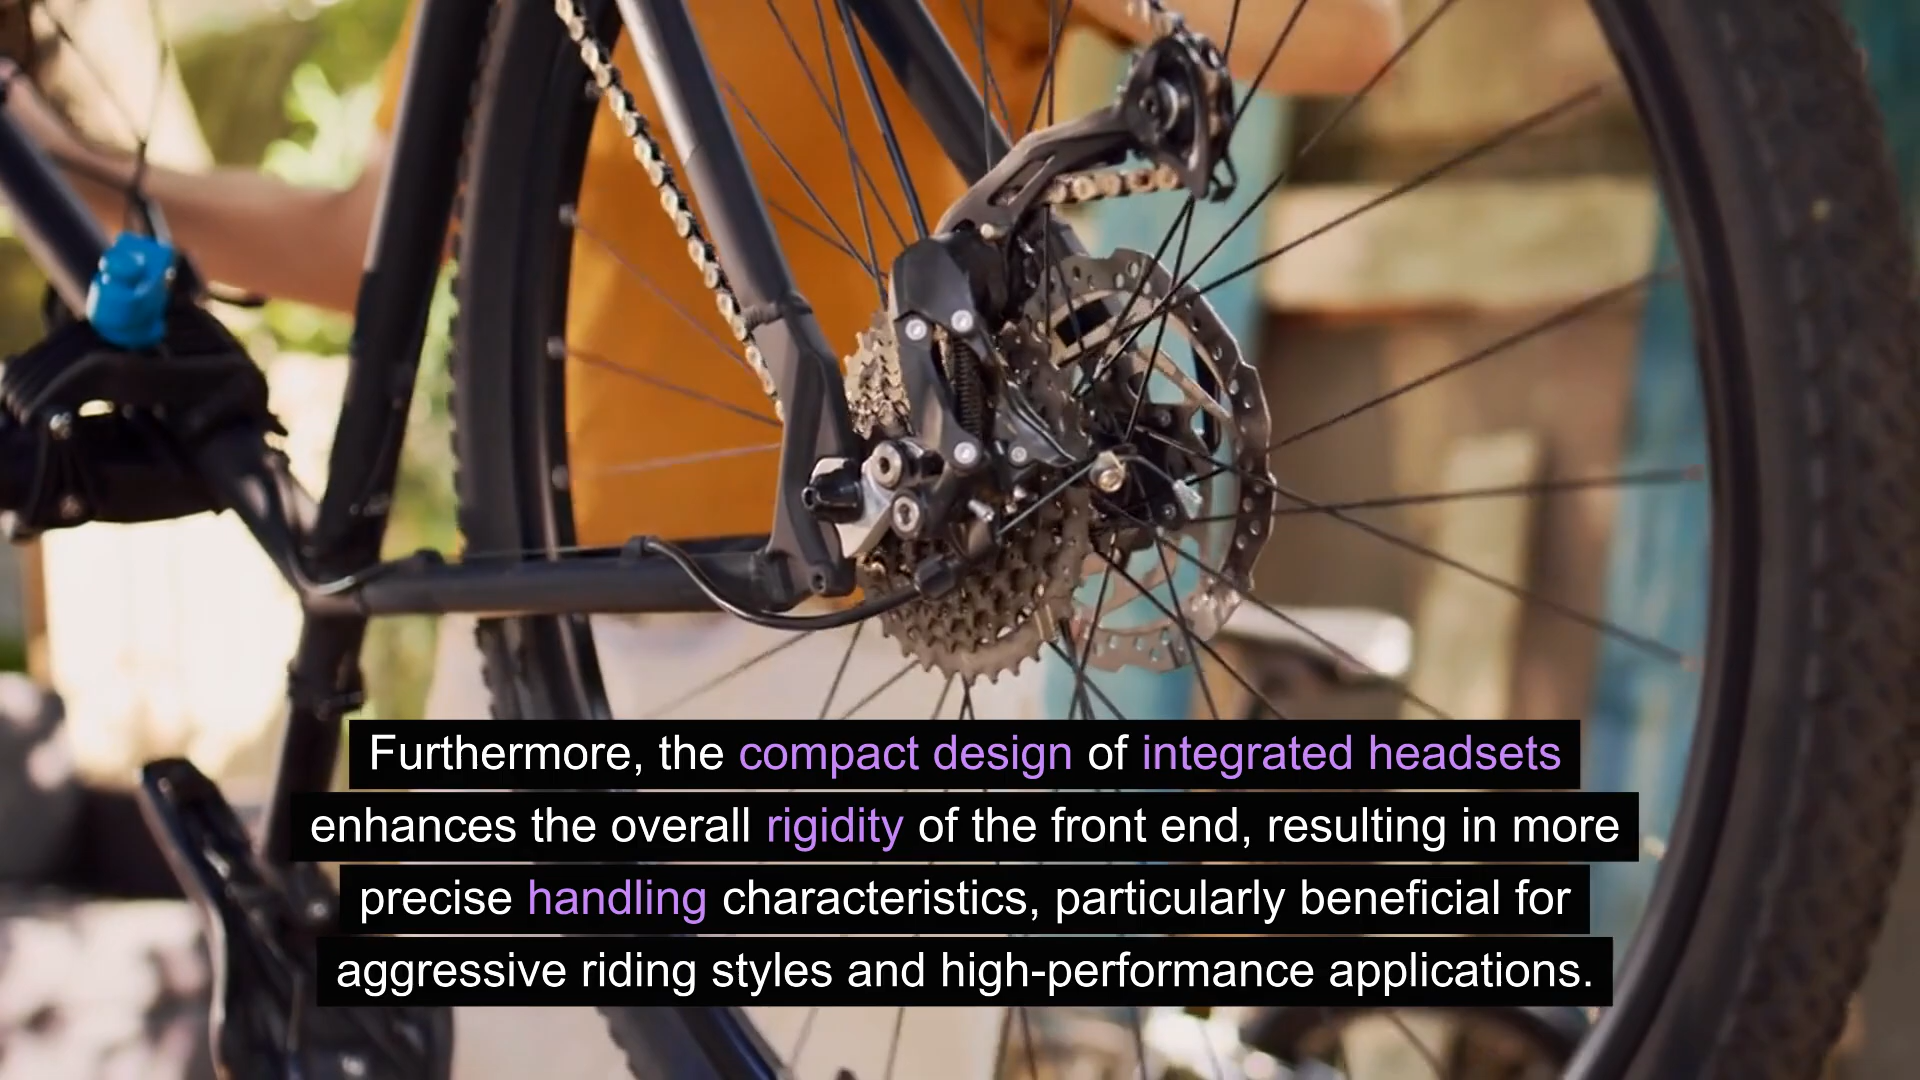 Furthermore, the compact design of integrated headsets
enhances the overall rigidity of the front end, resulting in more
precise handling characteristics, particularly beneficial for
aggressive riding styles and high-performance applications.